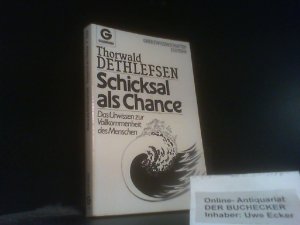 G
Thorwald
DETHLEFSEN
Schicksal
als Chance
Das Urwissen zur
Vollkommenheit
des Menschen
Online- Antiquariat
DER BUCHECKER
Inhaber: Uwe Ecker